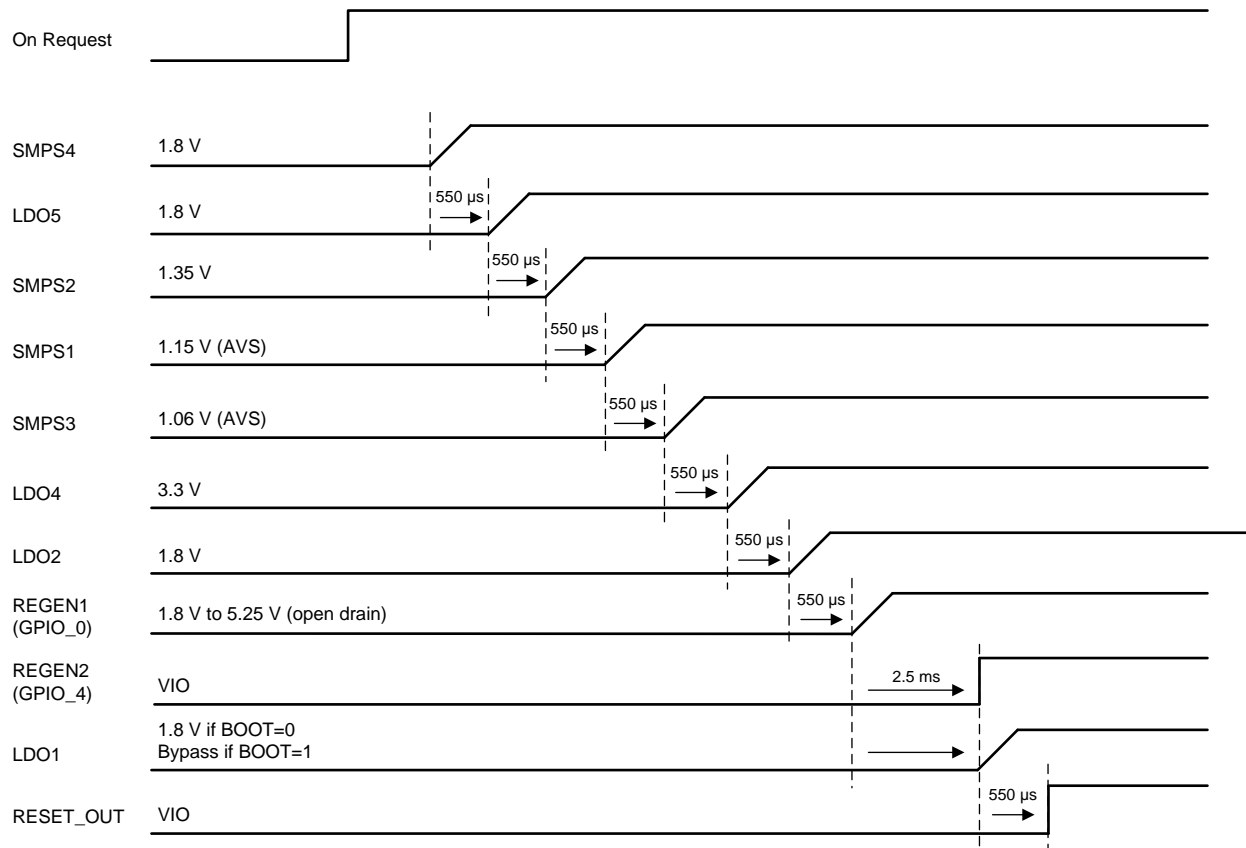 On Request
SMPS4
1.8 V
550 µs
LDO5
1.8 V
550 µs
SMPS2
1.35 V
550 µs
SMPS1
1.15 V (AVS)
550 µs
SMPS3
1.06 V (AVS)
550 µs
LDO4
3.3 V
550 µs
LDO2
1.8 V
550 µs
REGEN1
(GPIO_0)
1.8 V to 5.25 V (open drain)
REGEN2
(GPIO_4)
VIO
2.5 ms
LDO1
1.8 V if BOOT=0
Bypass if BOOT=1
550 µs
RESET_OUT
VIO